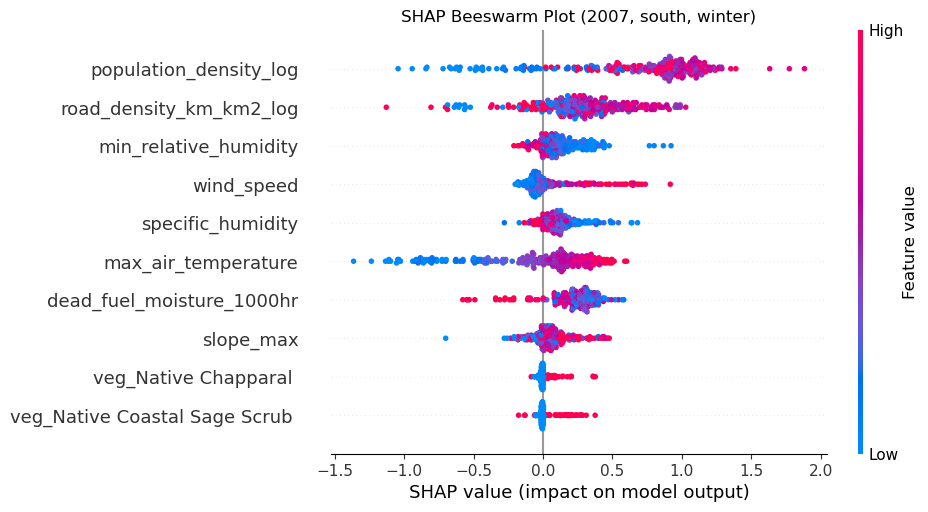 SHAP Beeswarm Plot (2007, south, winter)
High
population_density_log
road_density_km_km2_log
min_relative_humidity
wind_speed
specific_humidity
max_air_temperature
dead_fuel_moisture_1000hr
slope_max
veg_Native Chapparal
veg_Native Coastal Sage Scrub
Feature value
Low
−1.5 −1.0 −0.5 0.0 0.5 1.0 1.5 2.0
SHAP value (impact on model output)